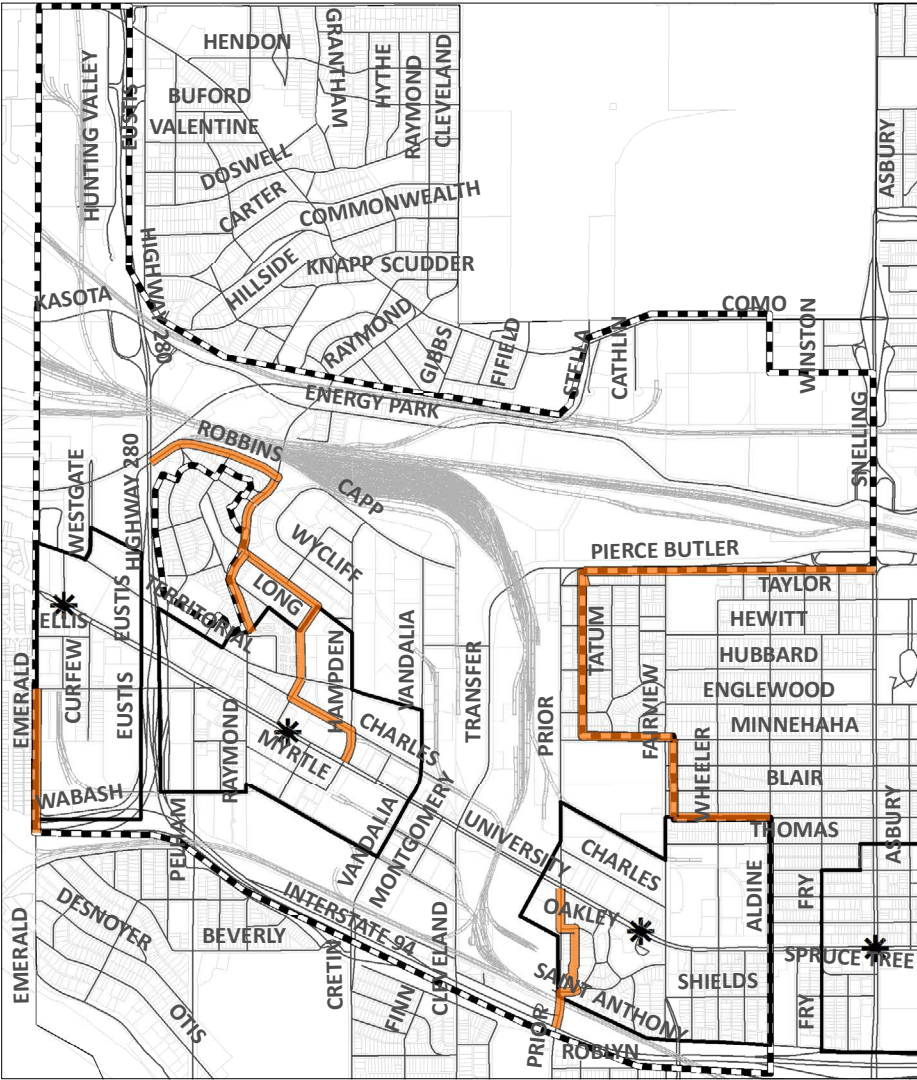 HENDON
GRANTHAM
HYTHE
RAYMOND
CLEVELAND
HUNTING VALLEY
EUSTIS
BUFORD
VALENTINE
ASBURY
DOSWELL
CARTER
COMMONWEALTH
HIGHWAY 280
HILLSIDE
KNAPP
SCUDDER
KASOTA
COMO
RAYMOND
GIBBS
FIFIELD
STELLA
CATHLIN
WINSTON
ENERGY PARK
SNELLING
WESTGATE
HIGHWAY 280
ROBBINS
CAPP
WYCLIFF
PIERCE BUTLER
TERRITORIAL
LONG
TAYLOR
ELLIS
EUSTIS
HEWITT
TATUM
HUBBARD
CURFEW
HAMPDEN
VANDALIA
TRANSFER
ENGLEWOOD
EMERALD
EUSTIS
RAYMOND
MYRTLE
CHARLES
PRIOR
FAIRVIEW
MINNEHAHA
WABASH
WHEELER
BLAIR
PELHAM
VANDALIA
MONTGOMERY
UNIVERSITY
THOMAS
ASBURY
CHARLES
DESNOYER
INTERSTATE 94
OAKLEY
ALDINE
FRY
BEVERLY
EMERALD
CRETIN
CLEVELAND
SPRUCE TREE
SHIELDS
SAINT ANTHONY
OTIS
FINN
FRY
PRIOR
ROBLYN